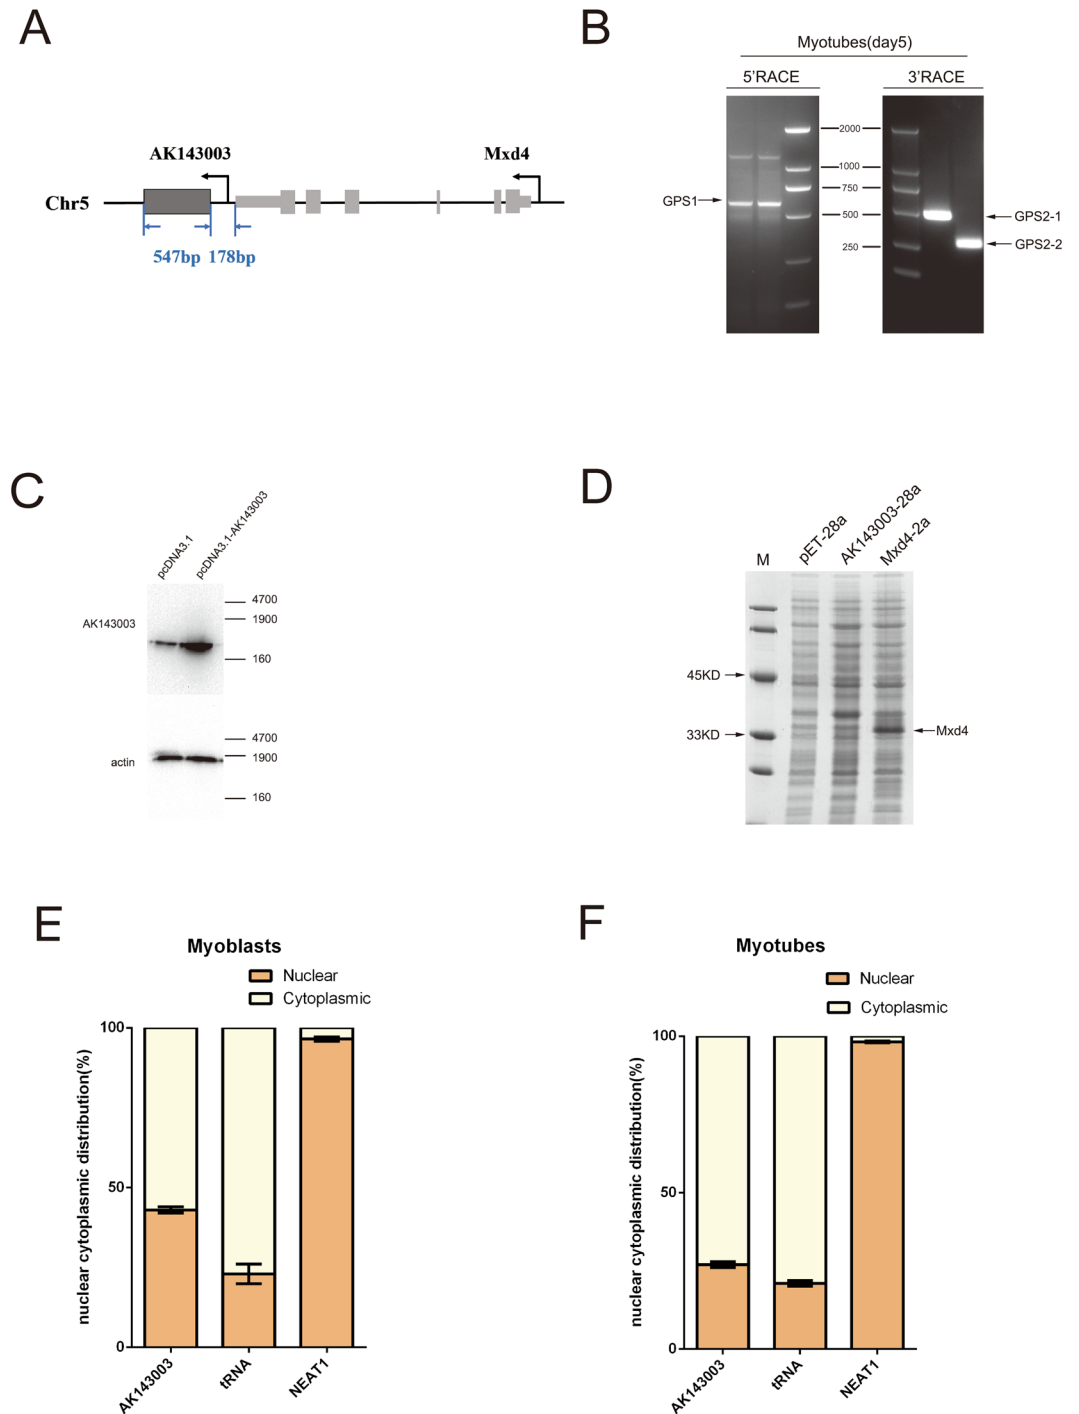 A
AK143003
Mxd4
Chr5
547bp 178bp
B
Myotubes(day5)
5'RACE
3'RACE
2000
1000
750
500
250
GPS1
GPS2-1
GPS2-2
C
pcDNA3.1
pcDNA3.1-AK143003
AK143003
4700
1900
160
actin
4700
1900
160
D
M
pET-28a
AK143003-28a
Mxd4-2a
45KD
33KD
Mxd4
E
Myoblasts
Nuclear
Cytoplasmic
nuclear cytoplasmic distribution(%)
100
50
0
AK143003
tRNA
NEAT1
F
Myotubes
Nuclear
Cytoplasmic
nuclear cytoplasmic distribution(%)
100
50
0
AK143003
tRNA
NEAT1